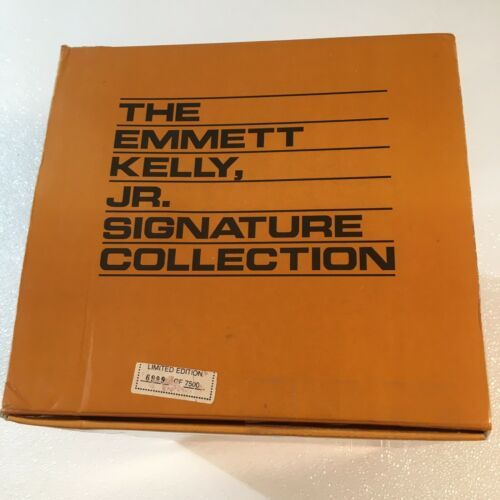 THE
EMMETT
KELLY,
JR.
SIGNATURE
COLLECTION
LIMITED EDITION
OF 7500